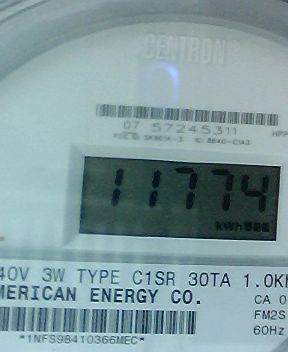 CENTRON®
07 57245311
11774
kWh
40V 3W TYPE C1SR 30TA 1.0K
MERICAN ENERGY CO.
CA 0
FM2S
60Hz
*1NFS98410366MEC*